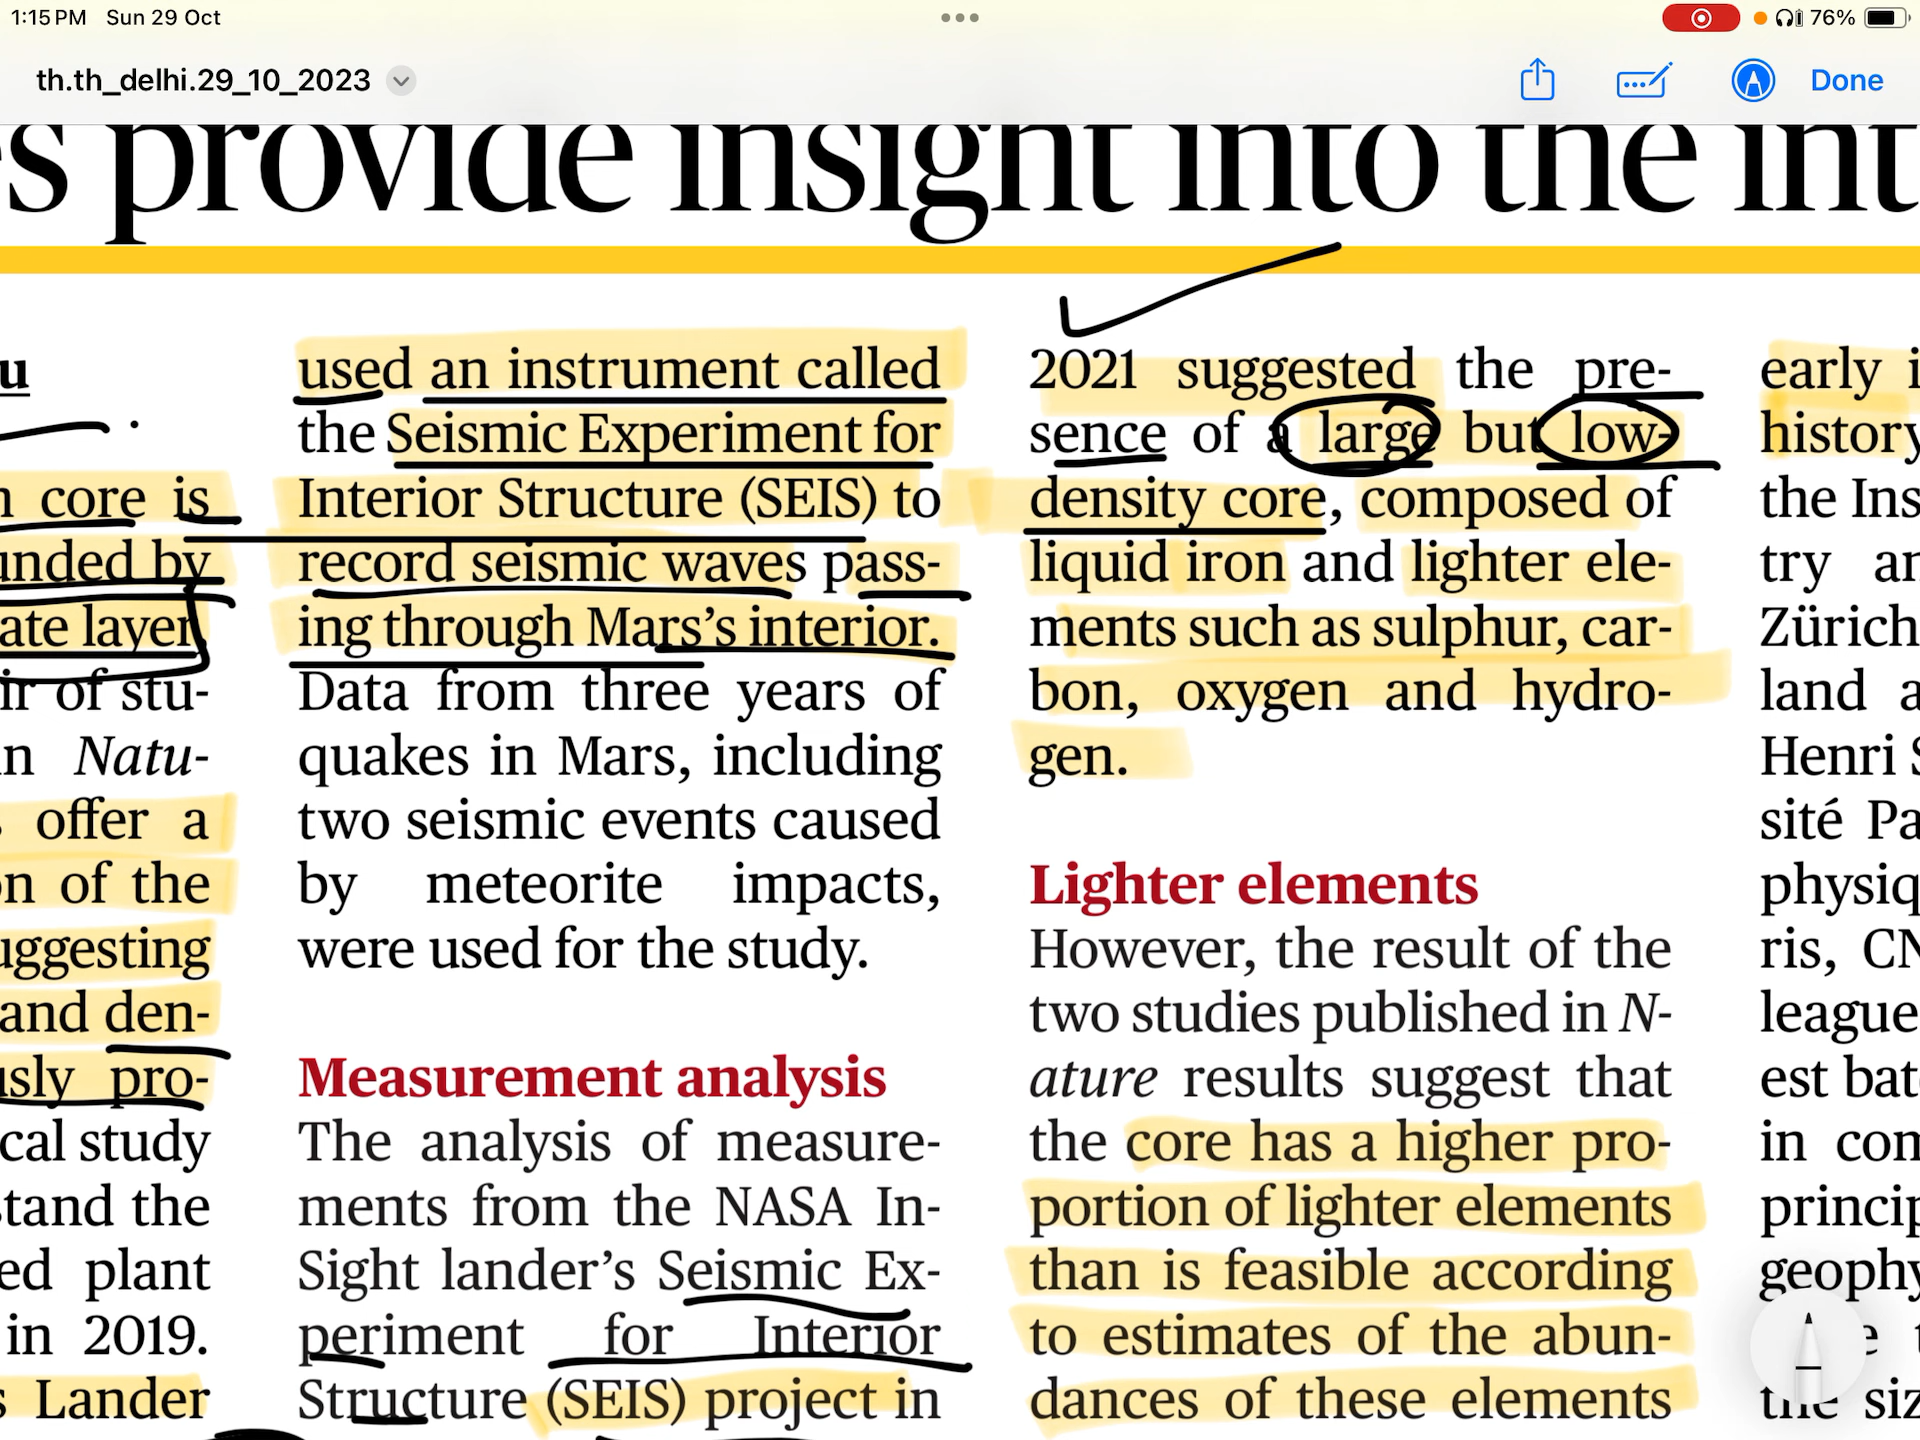 1:15 PM Sun 29 Oct
76%
th.th_delhi.29_10_2023
Done
es provide insight into the int
u
core is
unded by
ate layer,
ir of stu-
in Natu-
offer a
on of the
uggesting
and den-
usly pro-
cal study
stand the
ed plant
in 2019.
s Lander
used an instrument called
the Seismic Experiment for
Interior Structure (SEIS) to
record seismic waves pass-
ing through Mars’s interior.
Data from three years of
quakes in Mars, including
two seismic events caused
by meteorite impacts,
were used for the study.
Measurement analysis
The analysis of measure-
ments from the NASA In-
Sight lander’s Seismic Ex-
periment for Interior
Structure (SEIS) project in
2021 suggested the pre-
sence of a large but low-
density core, composed of
liquid iron and lighter ele-
ments such as sulphur, car-
bon, oxygen and hydro-
gen.
Lighter elements
However, the result of the
two studies published in N-
ature results suggest that
the core has a higher pro-
portion of lighter elements
than is feasible according
to estimates of the abun-
dances of these elements
early i
history
the Ins
try an
Zürich
land a
Henri S
sité Pa
physiq
ris, CN
league
est bat
in com
princip
geophy
e t
the siz